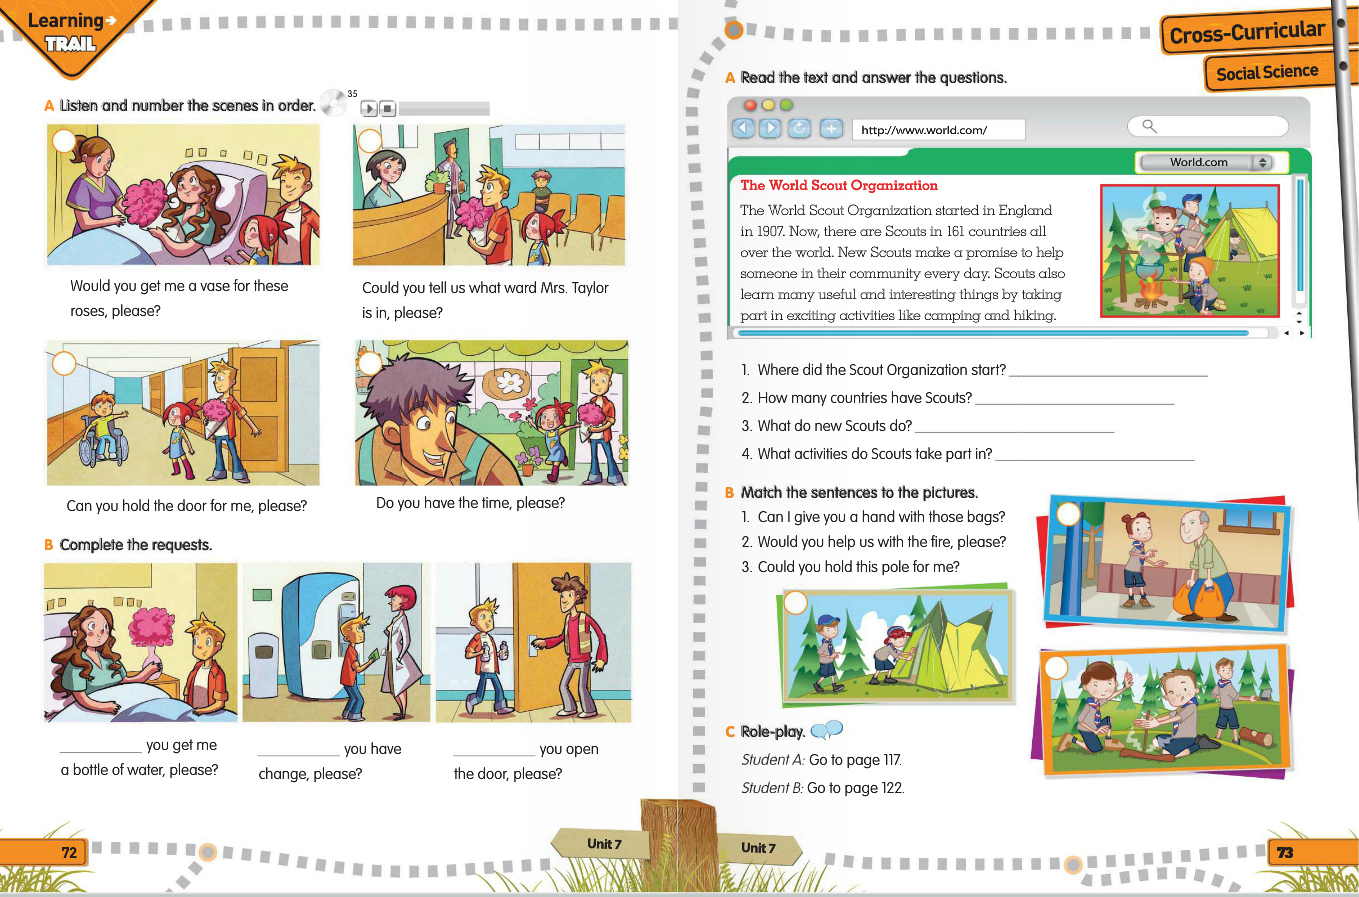 Learning
TRAIL
A Listen and number the scenes in order.
35
Would you get me a vase for these
roses, please?
Could you tell us what ward Mrs. Taylor
is in, please?
Can you hold the door for me, please?
Do you have the time, please?
B Complete the requests.
__________ you get me
a bottle of water, please?
__________ you have
change, please?
__________ you open
the door, please?
72
Unit 7
Cross-Curricular
Social Science
A Read the text and answer the questions.
http://www.world.com/
World.com
The World Scout Organization
The World Scout Organization started in England
in 1907. Now, there are Scouts in 161 countries all
over the world. New Scouts make a promise to help
someone in their community every day. Scouts also
learn many useful and interesting things by taking
part in exciting activities like camping and hiking.
1. Where did the Scout Organization start? ____________________
2. How many countries have Scouts? ____________________
3. What do new Scouts do? ____________________
4. What activities do Scouts take part in? ____________________
B Match the sentences to the pictures.
1. Can I give you a hand with those bags?
2. Would you help us with the fire, please?
3. Could you hold this pole for me?
C Role-play.
Student A: Go to page 117.
Student B: Go to page 122.
Unit 7
73